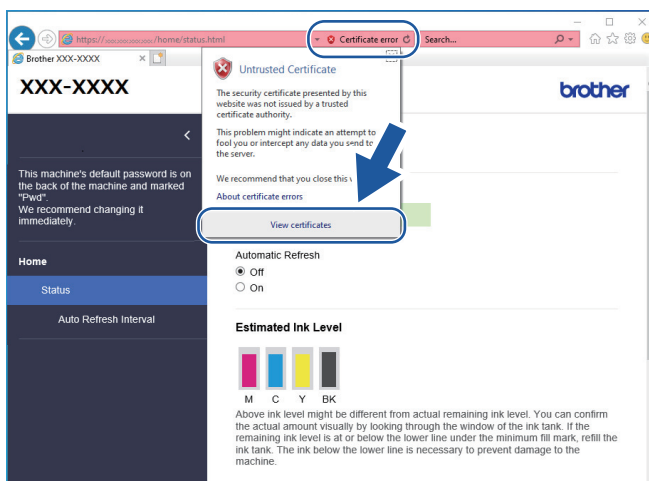 https:// /home/status.html
Certificate error
Search...
Brother XXX-XXXX
XXX-XXXX
brother
Untrusted Certificate
The security certificate presented by this
website was not issued by a trusted
certificate authority.
This problem might indicate an attempt to
fool you or intercept any data you send to
the server.
We recommend that you close this
About certificate errors
View certificates
This machine's default password is on
the back of the machine and marked
"Pwd".
We recommend changing it
immediately.
Home
Status
Auto Refresh Interval
Automatic Refresh
Off
On
Estimated Ink Level
M C Y BK
Above ink level might be different from actual remaining ink level. You can confirm
the actual amount visually by looking through the window of the ink tank. If the
remaining ink level is at or below the lower line under the minimum fill mark, refill the
ink tank. The ink below the lower line is necessary to prevent damage to the
machine.